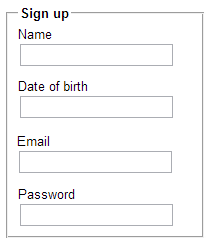 Sign up
Name
Date of birth
Email
Password